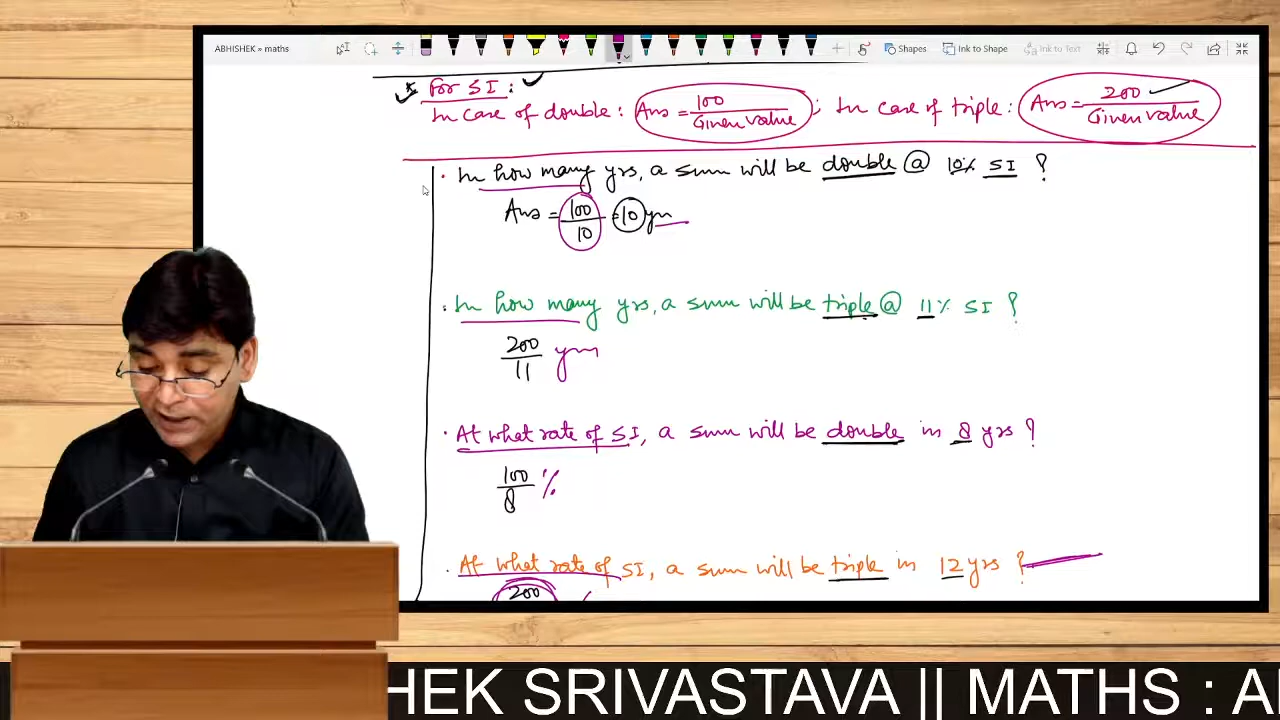 ABHISHEK » maths
Shapes Ink to Shape Ink to Text
* For SI :
In case of double : Ans = 100/Given value ; In case of triple : Ans = 200/Given value
. In how many yrs, a sum will be double @ 10% SI ?
Ans = 100/10 = 10 yrs
. In how many yrs, a sum will be triple @ 11% SI ?
200/11 yrs
. At what rate of SI, a sum will be double in 8 yrs ?
100/8 %
. At what rate of SI, a sum will be triple in 12 yrs ?
200
HEK SRIVASTAVA || MATHS : A